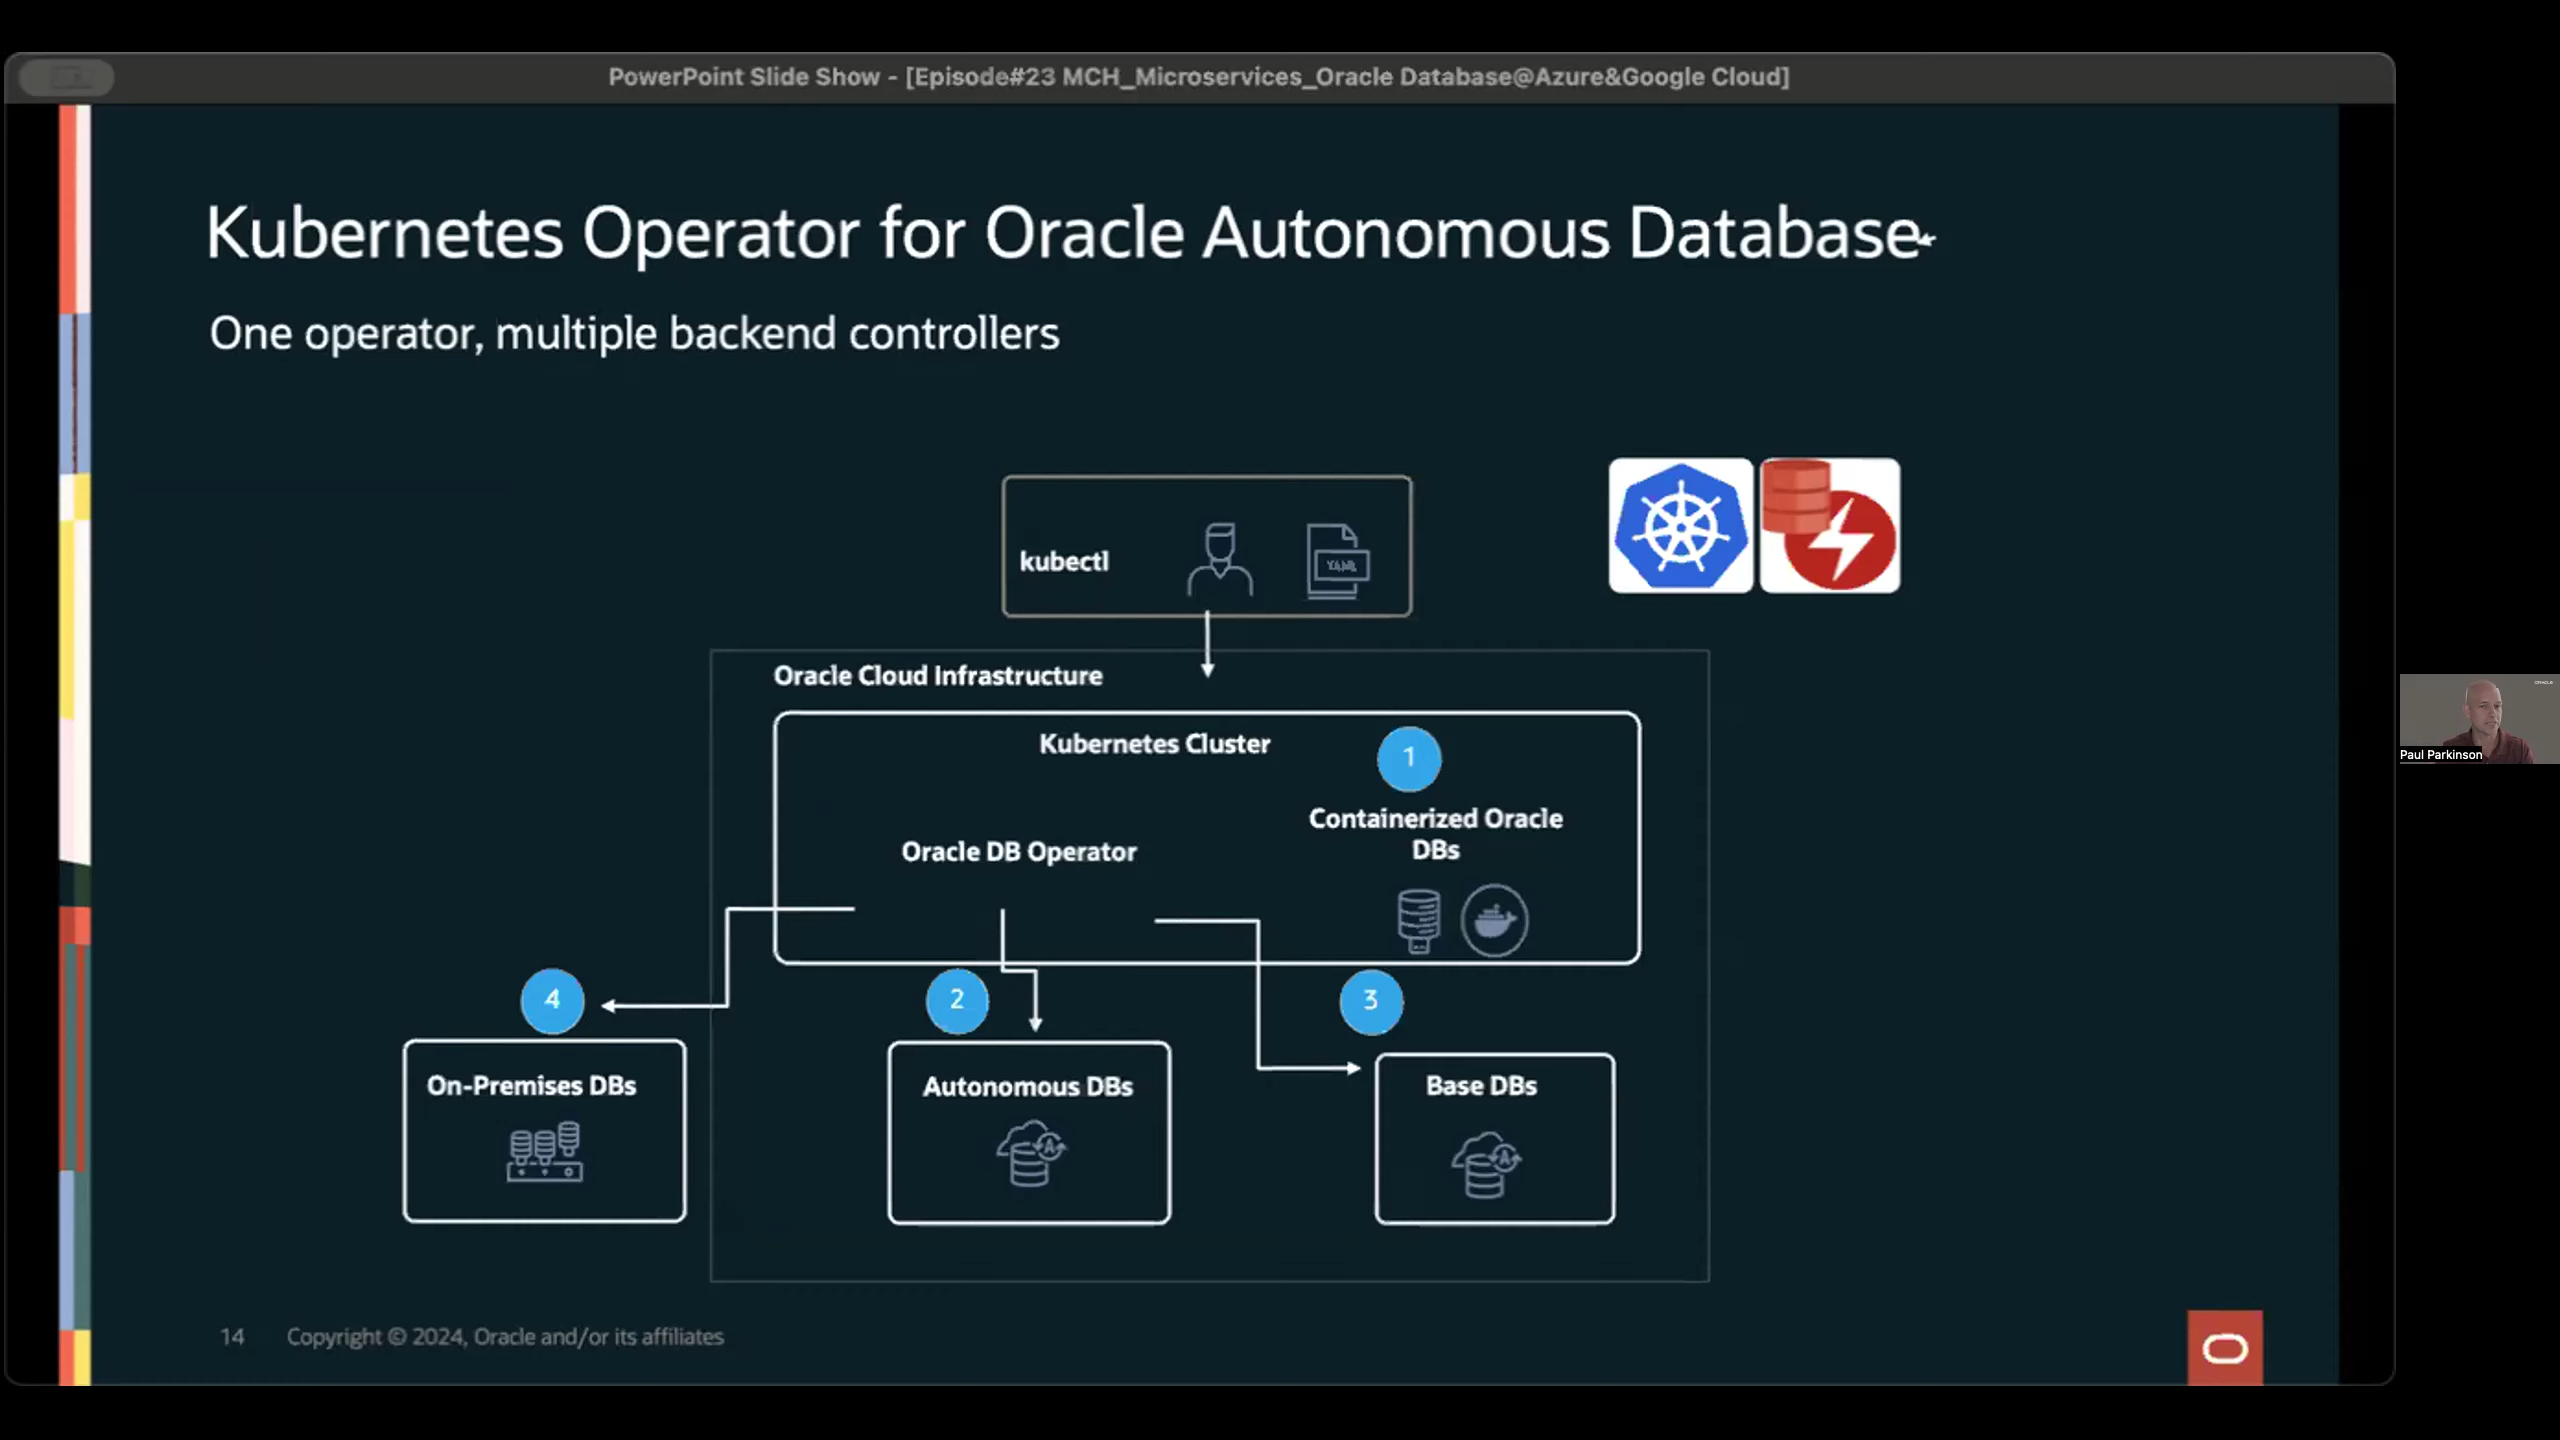 PowerPoint Slide Show - [Episode#23 MCH_Microservices_Oracle Database@Azure&Google Cloud]
Kubernetes Operator for Oracle Autonomous Database
One operator, multiple backend controllers
kubectl
YAML
Oracle Cloud Infrastructure
Kubernetes Cluster
1
Containerized Oracle
DBs
Oracle DB Operator
4
2
3
On-Premises DBs
Autonomous DBs
Base DBs
A
A
14 Copyright © 2024, Oracle and/or its affiliates
ORACLE
Paul Parkinson